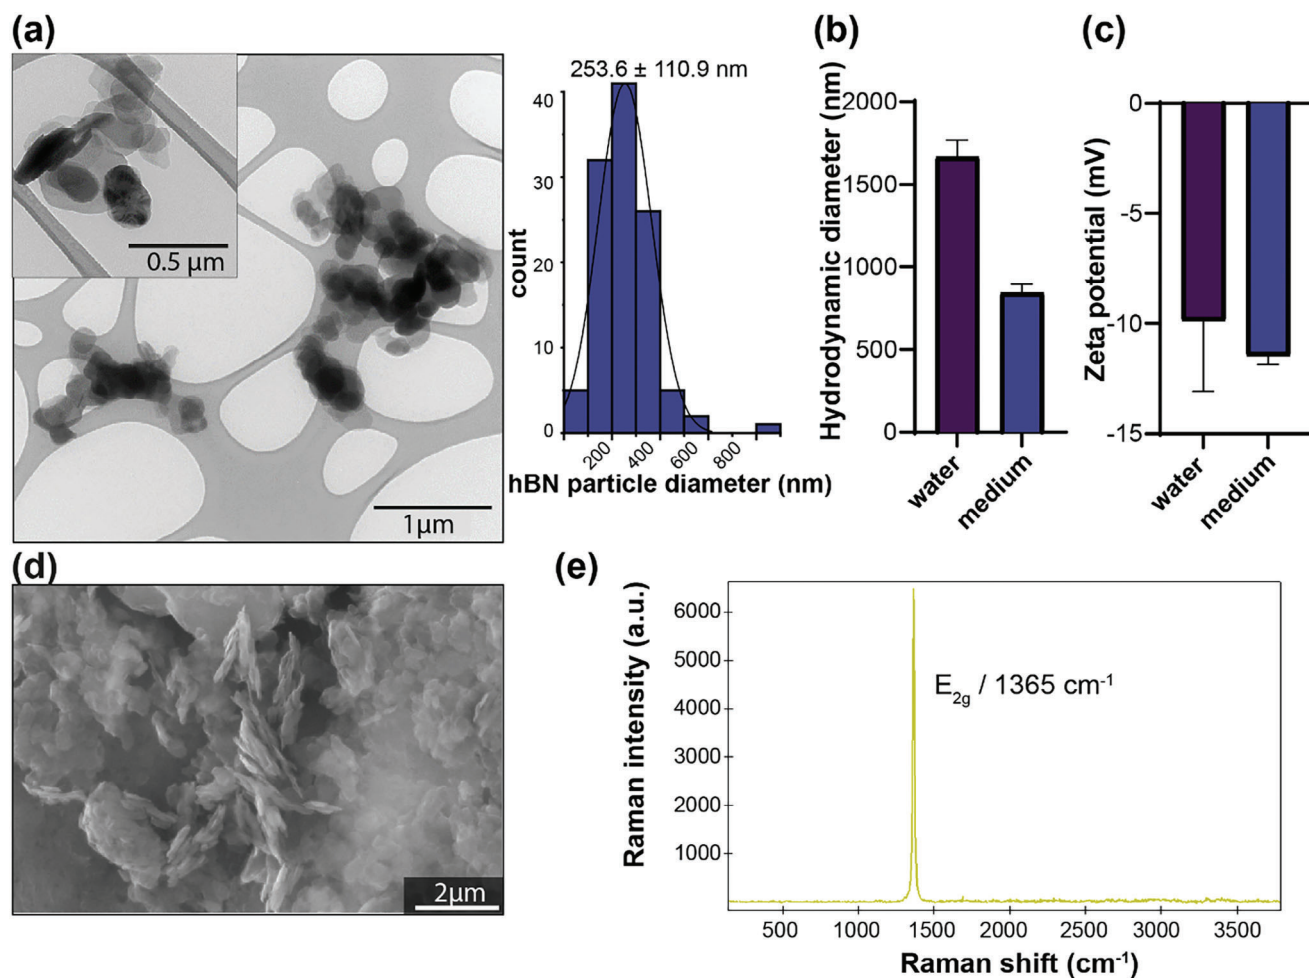 (a)
0.5 μm
1μm
253.6 ± 110.9 nm
count
40
30
20
10
0
200
400
600
800
hBN particle diameter (nm)
(b)
Hydrodynamic diameter (nm)
2000
1500
1000
500
0
water
medium
(c)
Zeta potential (mV)
0
-5
-10
-15
water
medium
(d)
2μm
(e)
Raman intensity (a.u.)
6000
5000
4000
3000
2000
1000
E2g / 1365 cm-1
500
1000
1500
2000
2500
3000
3500
Raman shift (cm-1)